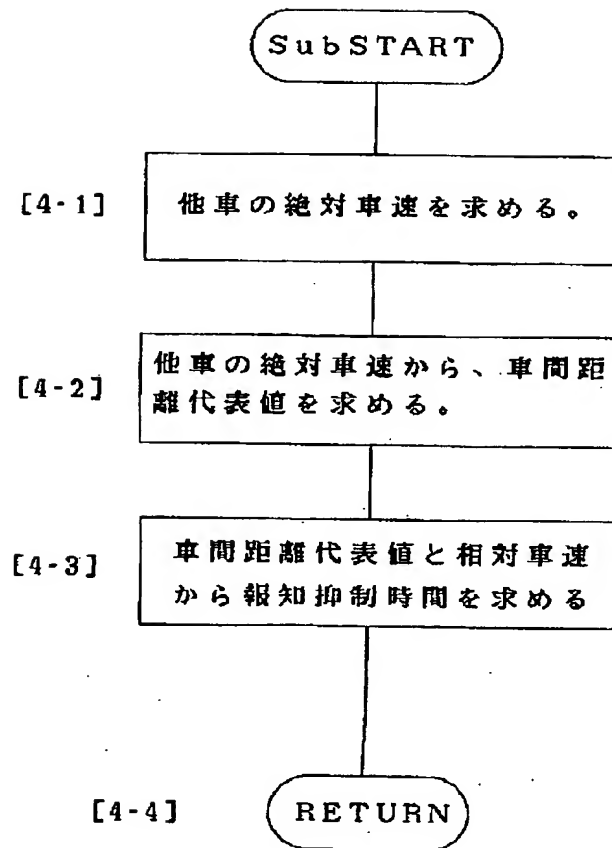 SubSTART
[4-1]
他車の絶対車速を求める。
[4-2]
他車の絶対車速から、車間距
離代表値を求める。
[4-3]
車間距離代表値と相対車速
から報知抑制時間を求める
[4-4]
RETURN